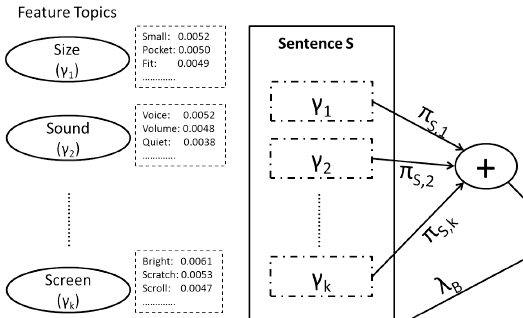 Feature Topics
Size
(γ1)
Small: 0.0052
Pocket: 0.0050
Fit: 0.0049
.............
Sound
(γ2)
Voice: 0.0052
Volume: 0.0048
Quiet: 0.0038
.............
Screen
(γk)
Bright: 0.0061
Scratch: 0.0053
Scroll: 0.0047
.............
Sentence S
γ1
γ2
γk
πS,1
πS,2
πS,k
+
λB